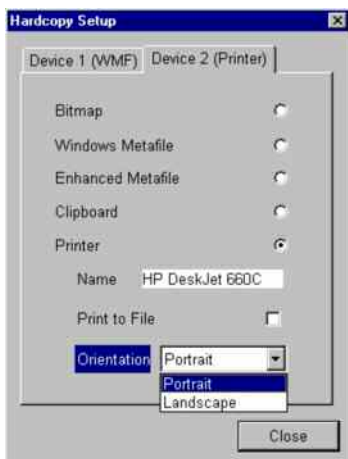 Hardcopy Setup
Device 1 (WMF) Device 2 (Printer)
Bitmap
Windows Metafile
Enhanced Metafile
Clipboard
Printer
Name HP DeskJet 660C
Print to File
Orientation Portrait
Portrait
Landscape
Close